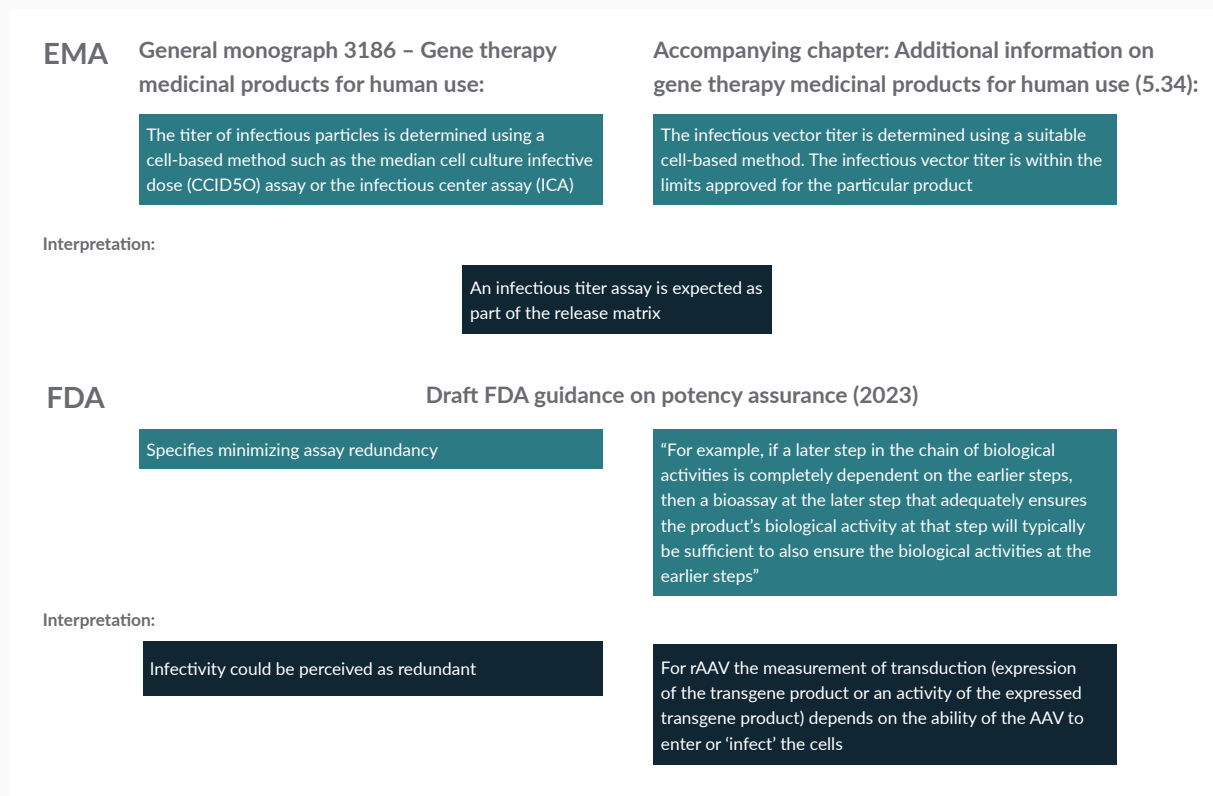 EMA
General monograph 3186 – Gene therapy
medicinal products for human use:
Accompanying chapter: Additional information on
gene therapy medicinal products for human use (5.34):
The titer of infectious particles is determined using a
cell-based method such as the median cell culture infective
dose (CCID5O) assay or the infectious center assay (ICA)
The infectious vector titer is determined using a suitable
cell-based method. The infectious vector titer is within the
limits approved for the particular product
Interpretation:
An infectious titer assay is expected as
part of the release matrix
FDA
Draft FDA guidance on potency assurance (2023)
Specifies minimizing assay redundancy
“For example, if a later step in the chain of biological
activities is completely dependent on the earlier steps,
then a bioassay at the later step that adequately ensures
the product’s biological activity at that step will typically
be sufficient to also ensure the biological activities at the
earlier steps”
Interpretation:
Infectivity could be perceived as redundant
For rAAV the measurement of transduction (expression
of the transgene product or an activity of the expressed
transgene product) depends on the ability of the AAV to
enter or ‘infect’ the cells